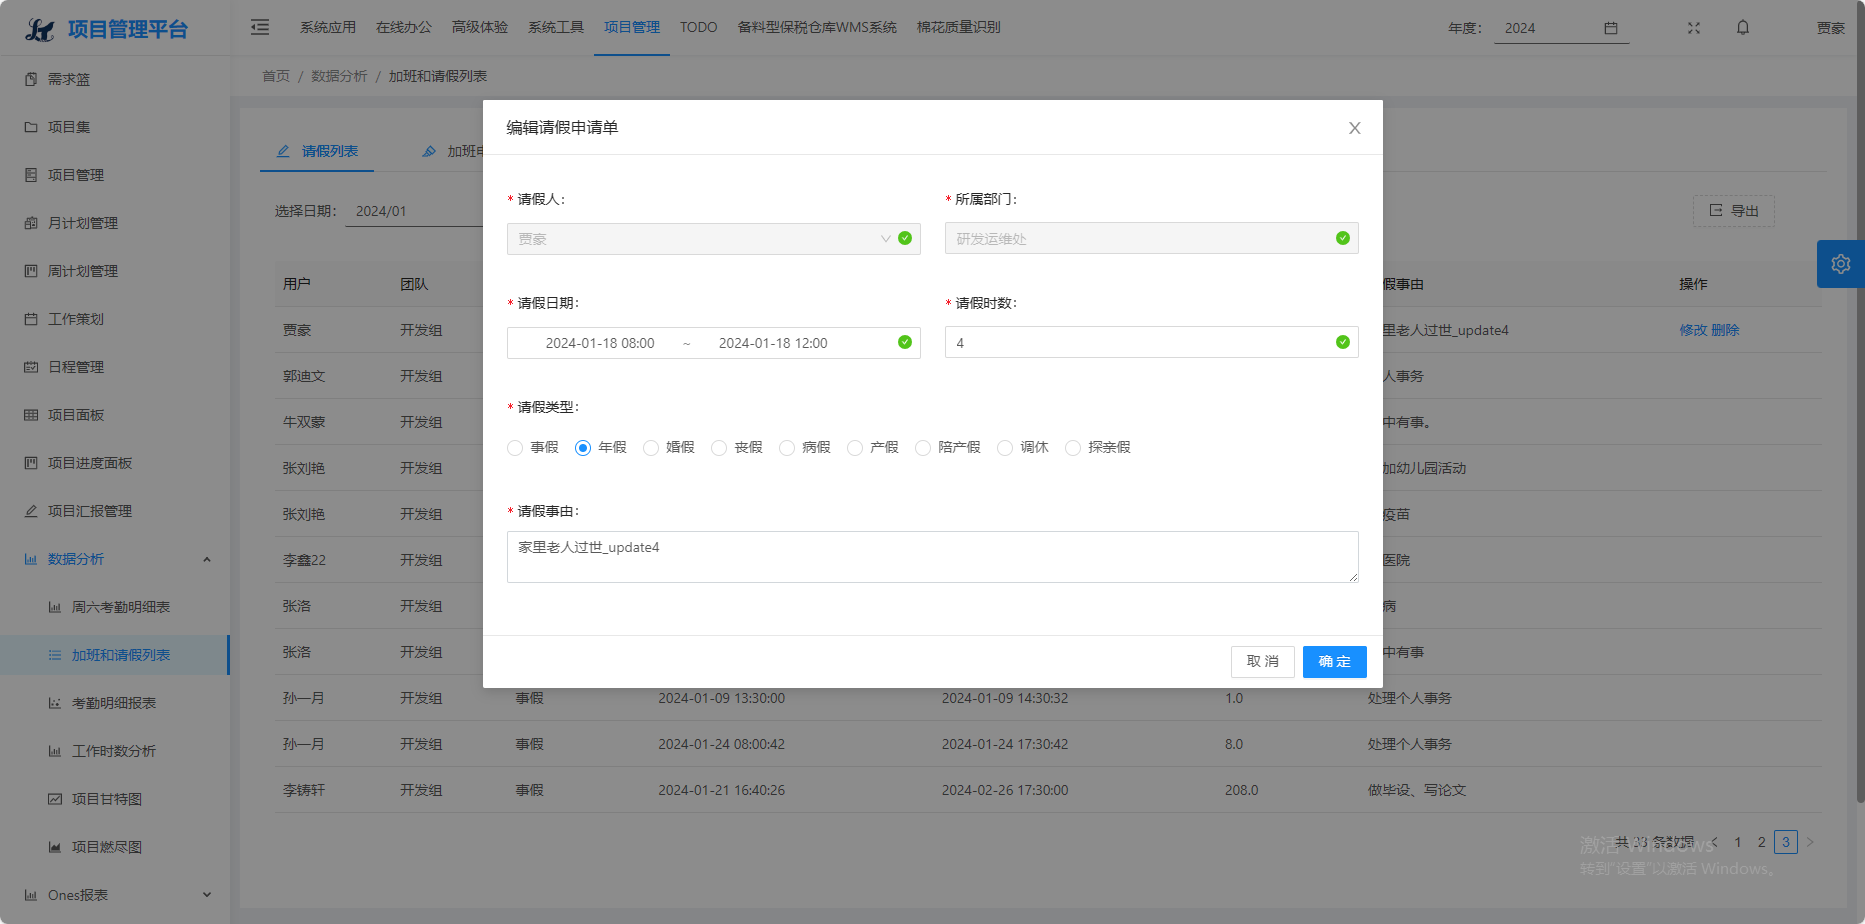 项目管理平台
系统应用 在线办公 高级体验 系统工具 项目管理 TODO 备料型保税仓库WMS系统 棉花质量识别 年度： 2024 贾豪
首页 / 数据分析 / 加班和请假列表
需求篮
项目集
项目管理
月计划管理
周计划管理
工作策划
日程管理
项目面板
项目进度面板
项目汇报管理
数据分析
周六考勤明细表
加班和请假列表
考勤明细报表
工作时数分析
项目甘特图
项目燃尽图
Ones报表
请假列表 加班申
选择日期： 2024/01 导出
用户 团队 假事由 操作
贾豪 开发组 里老人过世_update4 修改 删除
郭迪文 开发组 人事务
牛双蒙 开发组 中有事。
张刘艳 开发组 加幼儿园活动
张刘艳 开发组 疫苗
李鑫22 开发组 医院
张洛 开发组 病
张洛 开发组 中有事
孙一月 开发组 事假 2024-01-09 13:30:00 2024-01-09 14:30:32 1.0 处理个人事务
孙一月 开发组 事假 2024-01-24 08:00:42 2024-01-24 17:30:42 8.0 处理个人事务
李铸轩 开发组 事假 2024-01-21 16:40:26 2024-02-26 17:30:00 208.0 做毕设、写论文
编辑请假申请单
* 请假人： * 所属部门：
贾豪 研发运维处
* 请假日期： * 请假时数：
2024-01-18 08:00 ~ 2024-01-18 12:00 4
* 请假类型：
事假 年假 婚假 丧假 病假 产假 陪产假 调休 探亲假
* 请假事由：
家里老人过世_update4
取 消 确 定
共 条数据 < 1 2 3 >
激活 Windows
转到"设置"以激活 Windows。